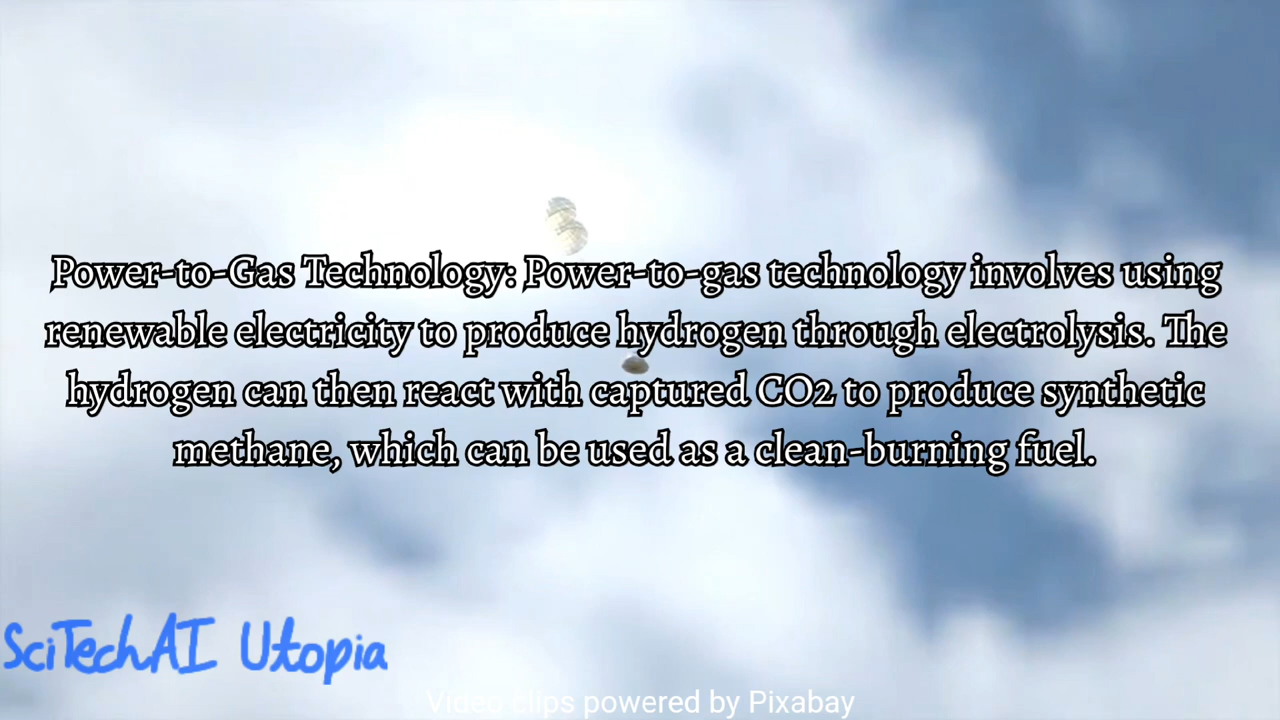 Power-to-Gas Technology: Power-to-gas technology involves using
renewable electricity to produce hydrogen through electrolysis. The
hydrogen can then react with captured CO2 to produce synthetic
methane, which can be used as a clean-burning fuel.
SciTechAI Utopia
Video clips powered by Pixabay